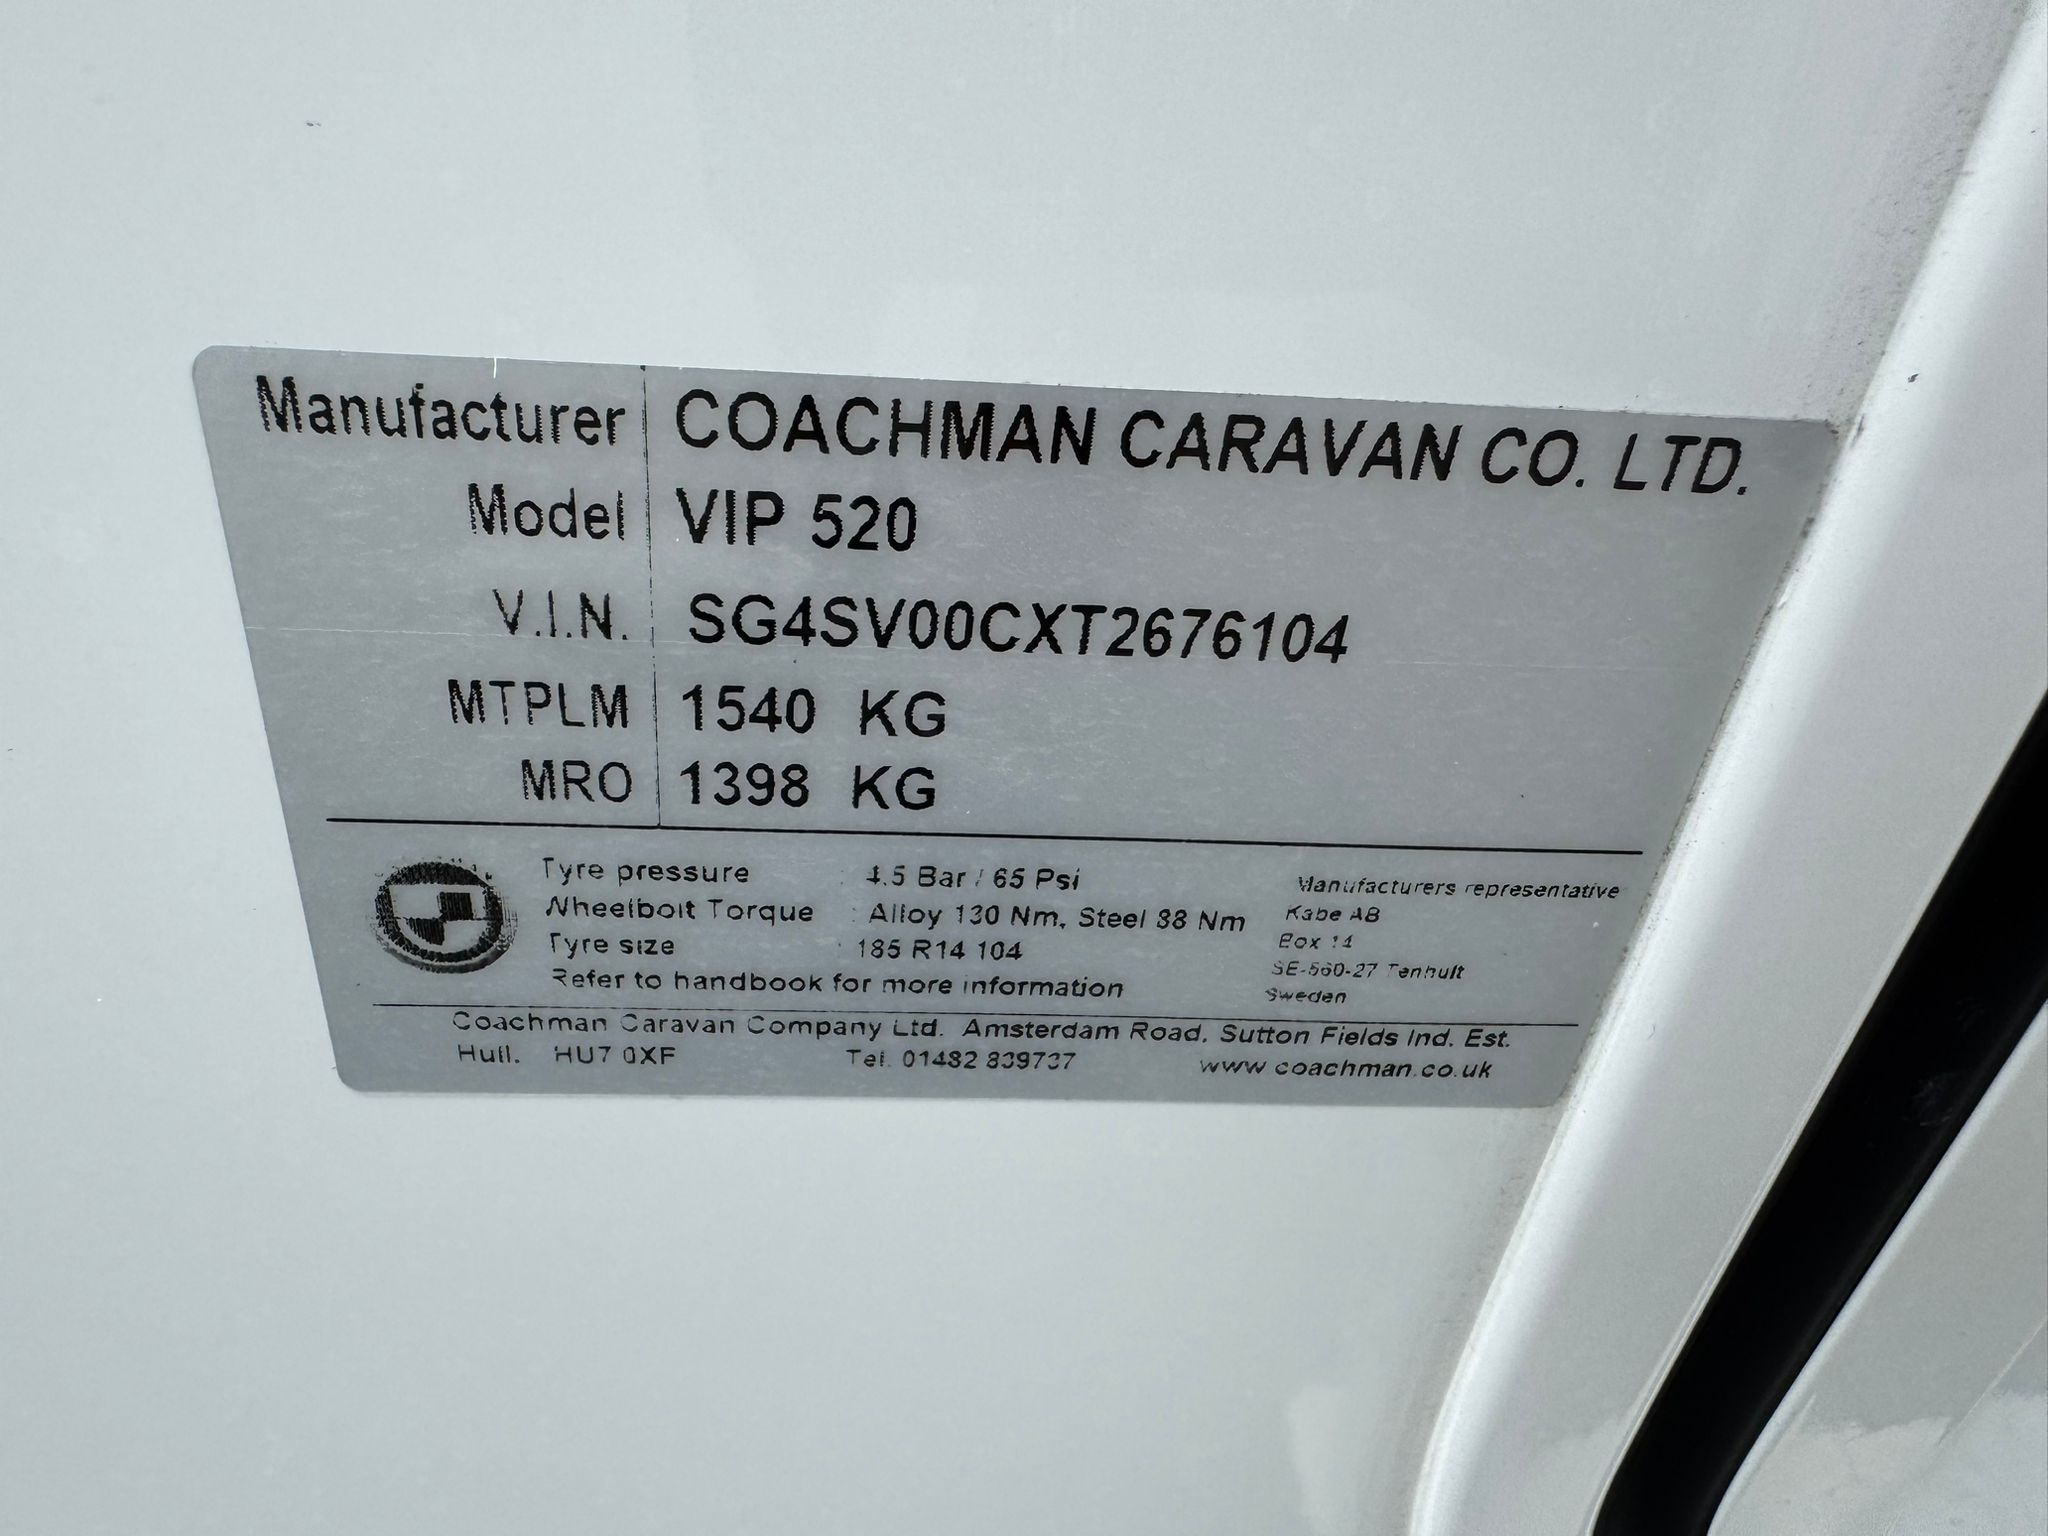 Manufacturer COACHMAN CARAVAN CO. LTD.
Model VIP 520
V.I.N. SG4SV00CXT2676104
MTPLM 1540 KG
MRO 1398 KG
Tyre pressure : 4.5 Bar / 65 Psi
Wheelbolt Torque : Alloy 130 Nm, Steel 88 Nm
Tyre size : 185 R14 104
Refer to handbook for more information
Manufacturers representative
Kabe AB
Box 14
SE-560-27 Tenhult
Sweden
Coachman Caravan Company Ltd. Amsterdam Road, Sutton Fields Ind. Est.
Hull. HU7 0XF Tel. 01482 839737 www.coachman.co.uk